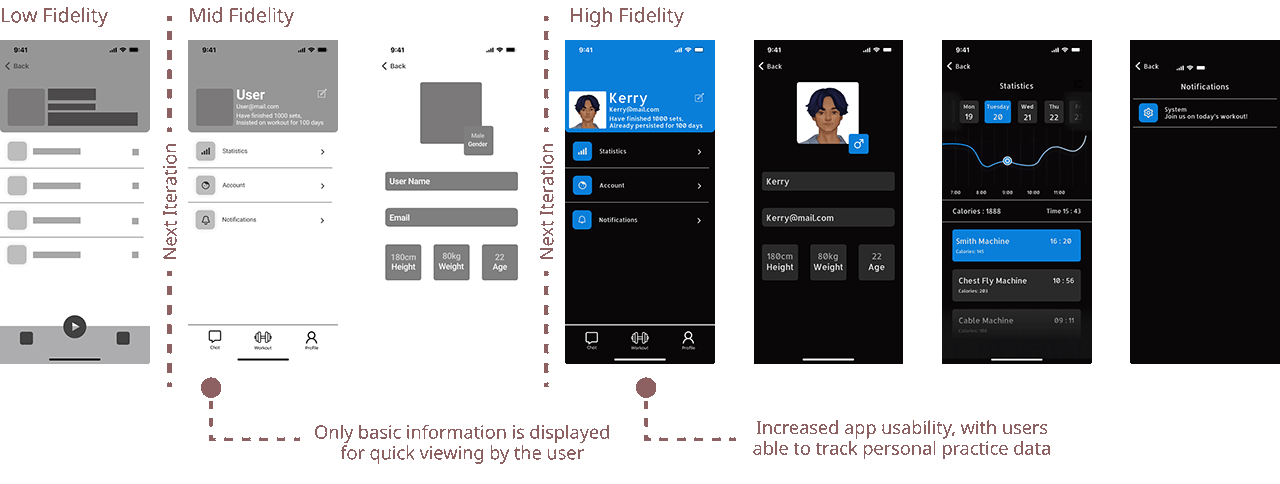 Low Fidelity
Mid Fidelity
High Fidelity
9:41
Back
Next Iteration
9:41
Back
User
User@mail.com
Have finished 1000 sets,
Insisted on workout for 100 days
Statistics
Account
Notifications
Chat
Workout
Profile
9:41
Back
Male
Gender
User Name
Email
180cm
Height
80kg
Weight
22
Age
Next Iteration
9:41
Kerry
Kerry@mail.com
Have finished 1000 sets,
Already persisted for 100 days
Statistics
Account
Notifications
Chat
Workout
Profile
9:41
Back
Kerry
Kerry@mail.com
180cm
Height
80kg
Weight
22
Age
9:41
Back
Statistics
Mon
19
Tuesday
20
Wed
21
Thu
22
7:00 8:00 9:00 10:00 11:00
Calories : 1888 Time 15 : 43
Smith Machine 16 : 20
Calories: 145
Chest Fly Machine 10 : 56
Calories: 201
Cable Machine 09 : 11
Back
Notifications
System
Join us on today's workout!
Only basic information is displayed
for quick viewing by the user
Increased app usability, with users
able to track personal practice data